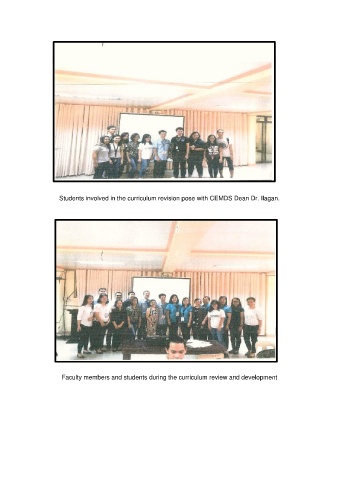 Students involved in the curriculum revision pose with CEMDS Dean Dr. Ilagan.
Faculty members and students during the curriculum review and development